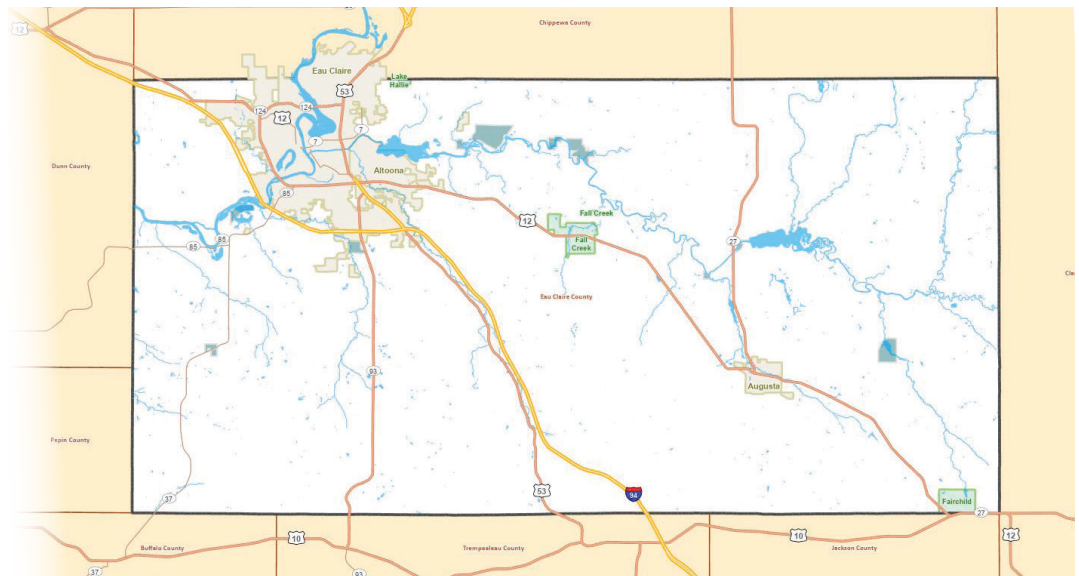 Chippewa County
12
Eau Claire
Lake
Hallie
53
124
124
12
7
7
Dunn County
Altoona
85
Fall Creek
12
Fall
Creek
85
85
27
Eau Claire County
93
Augusta
Pepin County
37
53
94
Fairchild
27
10
10
12
Buffalo County
Trempealeau County
Jackson County
37
93